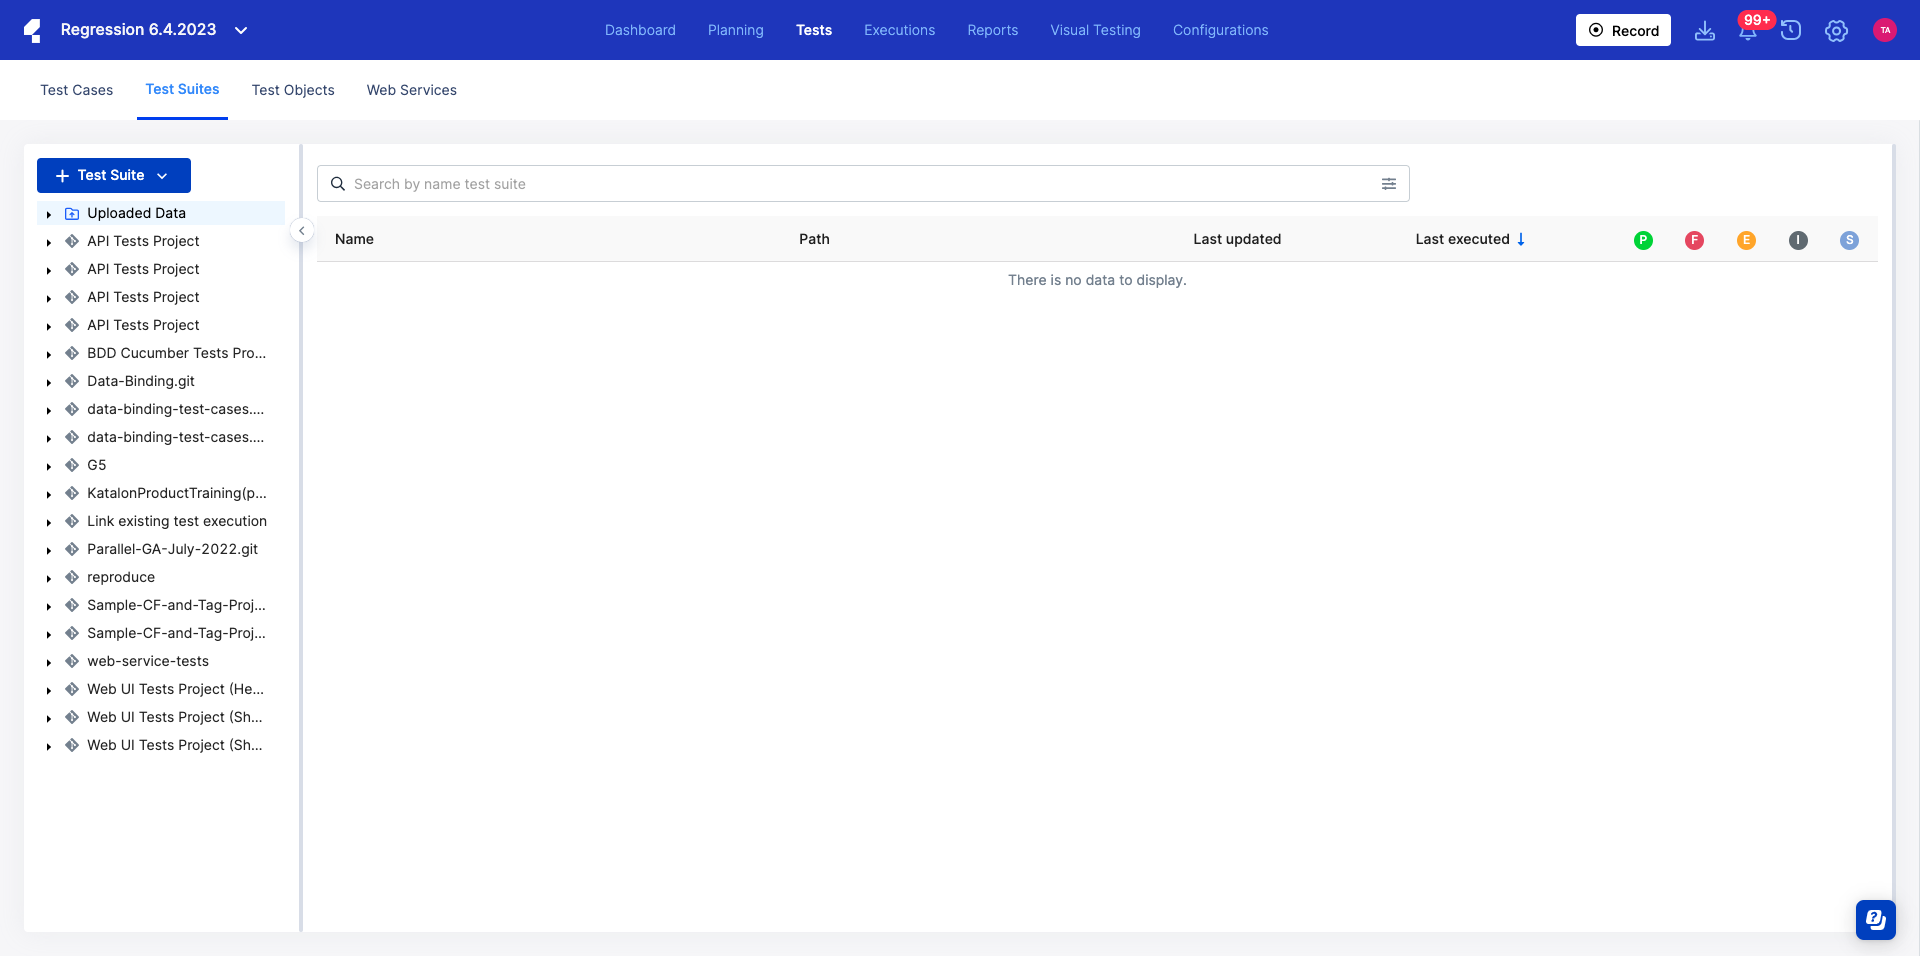 Regression 6.4.2023
Dashboard Planning Tests Executions Reports Visual Testing Configurations
Record
99+
TA
Test Cases Test Suites Test Objects Web Services
Test Suite
Uploaded Data
API Tests Project
API Tests Project
API Tests Project
API Tests Project
BDD Cucumber Tests Pro...
Data-Binding.git
data-binding-test-cases....
data-binding-test-cases....
G5
KatalonProductTraining(p...
Link existing test execution
Parallel-GA-July-2022.git
reproduce
Sample-CF-and-Tag-Proj...
Sample-CF-and-Tag-Proj...
web-service-tests
Web UI Tests Project (He...
Web UI Tests Project (Sh...
Web UI Tests Project (Sh...
Search by name test suite
Name Path Last updated Last executed P F E I S
There is no data to display.